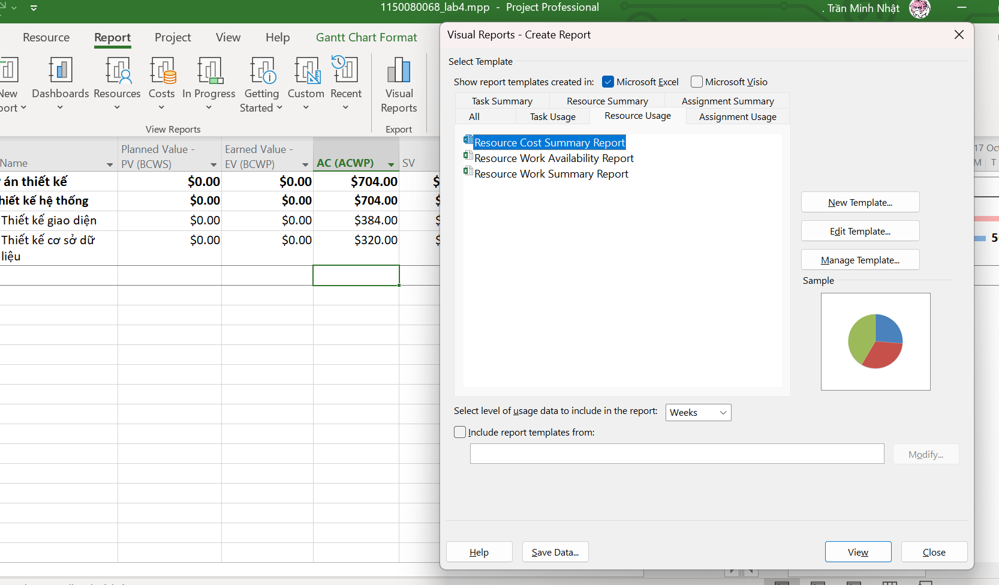 1150080068_lab4.mpp - Project Professional
. Trần Minh Nhật
Resource Report Project View Help Gantt Chart Format
Dashboards Resources Costs In Progress Getting Started Custom Recent Visual Reports
View Reports Export
Name Planned Value - PV (BCWS) Earned Value - EV (BCWP) AC (ACWP) SV
án thiết kế $0.00 $0.00 $704.00 $
hiết kế hệ thống $0.00 $0.00 $704.00 $
Thiết kế giao diện $0.00 $0.00 $384.00 $
Thiết kế cơ sở dữ liệu $0.00 $0.00 $320.00 $
Visual Reports - Create Report
Select Template
Show report templates created in: Microsoft Excel Microsoft Visio
Task Summary Resource Summary Assignment Summary
All Task Usage Resource Usage Assignment Usage
Resource Cost Summary Report
Resource Work Availability Report
Resource Work Summary Report
New Template...
Edit Template...
Manage Template...
Sample
Select level of usage data to include in the report: Weeks
Include report templates from:
Modify...
Help Save Data... View Close
17 Oct
M T
5